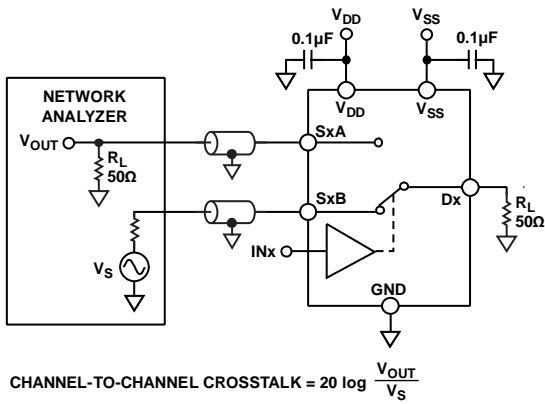 V_DD
V_SS
0.1µF
0.1µF
V_DD
V_SS
NETWORK
ANALYZER
V_OUT
R_L
50Ω
SxA
SxB
Dx
R_L
50Ω
V_S
INx
GND
CHANNEL-TO-CHANNEL CROSSTALK = 20 log V_OUT / V_S